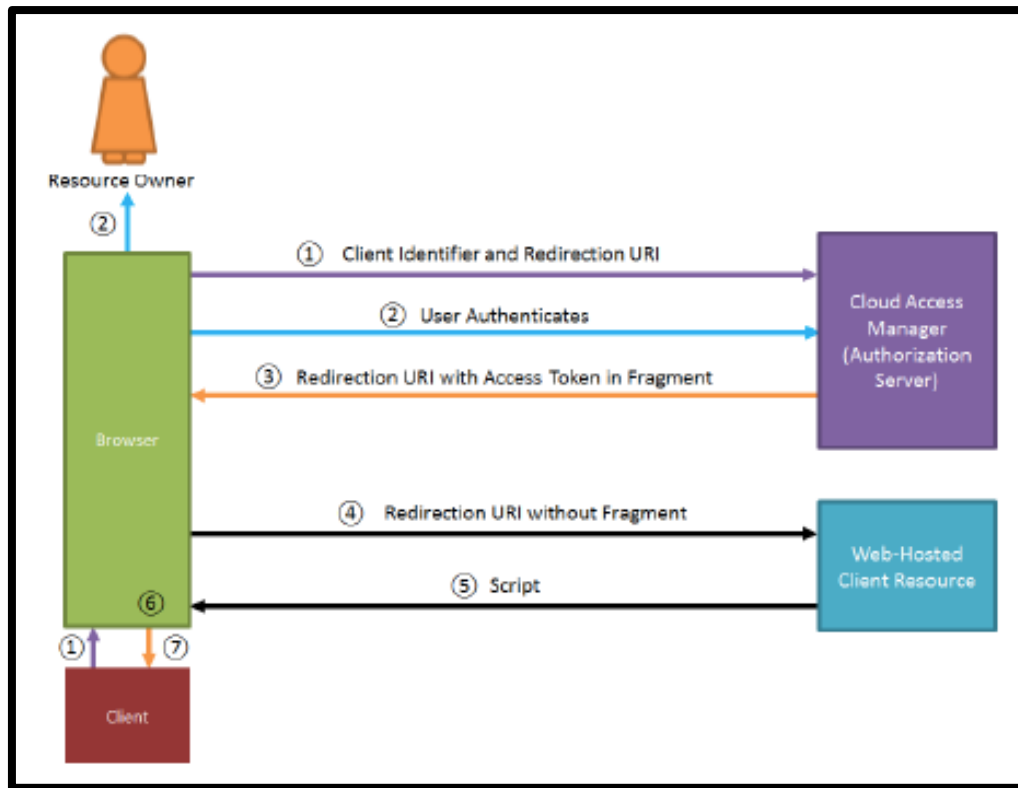 Resource Owner
②
① Client Identifier and Redirection URI
② User Authenticates
③ Redirection URI with Access Token in Fragment
Cloud Access
Manager
(Authorization
Server)
Browser
④ Redirection URI without Fragment
⑤ Script
Web-Hosted
Client Resource
⑥
① ⑦
Client